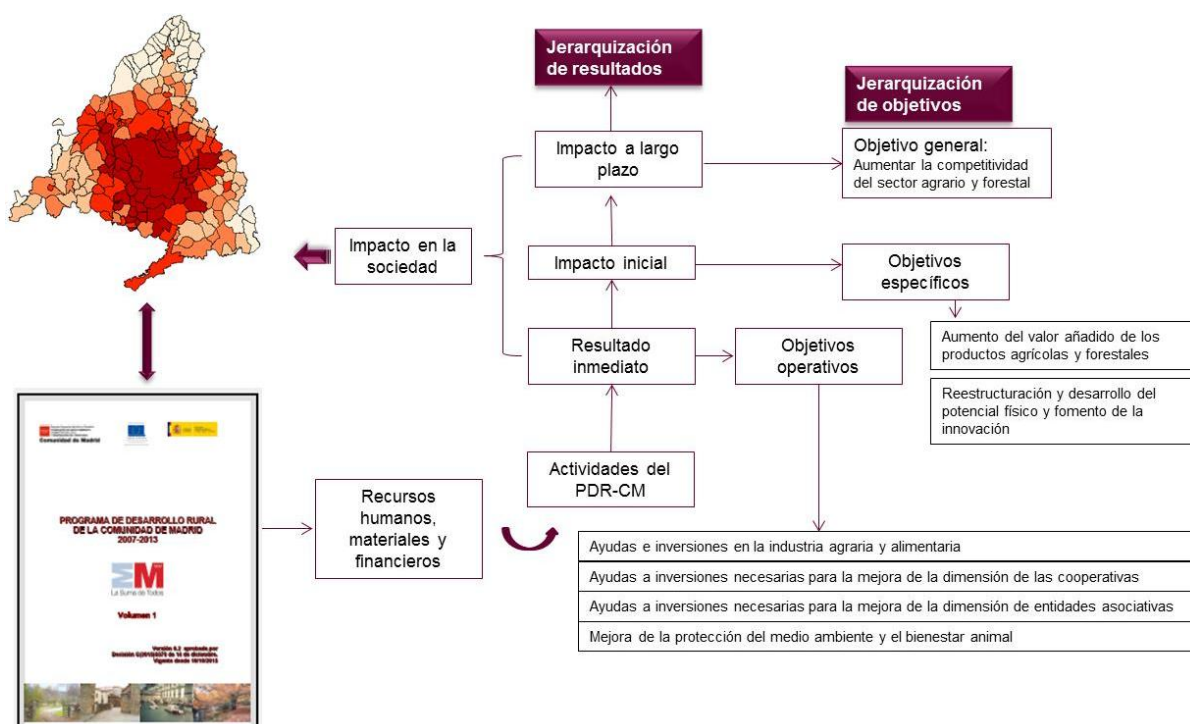 Jerarquización
de resultados
Jerarquización
de objetivos
Impacto a largo
plazo
Objetivo general:
Aumentar la competitividad
del sector agrario y forestal
Impacto en la
sociedad
Impacto inicial
Objetivos
específicos
Aumento del valor añadido de los
productos agrícolas y forestales
Resultado
inmediato
Objetivos
operativos
Reestructuración y desarrollo del
potencial físico y fomento de la
innovación
Comunidad de Madrid
Actividades del
PDR-CM
Recursos
humanos,
materiales y
financieros
PROGRAMA DE DESARROLLO RURAL
DE LA COMUNIDAD DE MADRID
2007-2013
La Suma de Todos
Volumen 1
Ayudas e inversiones en la industria agraria y alimentaria
Ayudas a inversiones necesarias para la mejora de la dimensión de las cooperativas
Ayudas a inversiones necesarias para la mejora de la dimensión de entidades asociativas
Mejora de la protección del medio ambiente y el bienestar animal